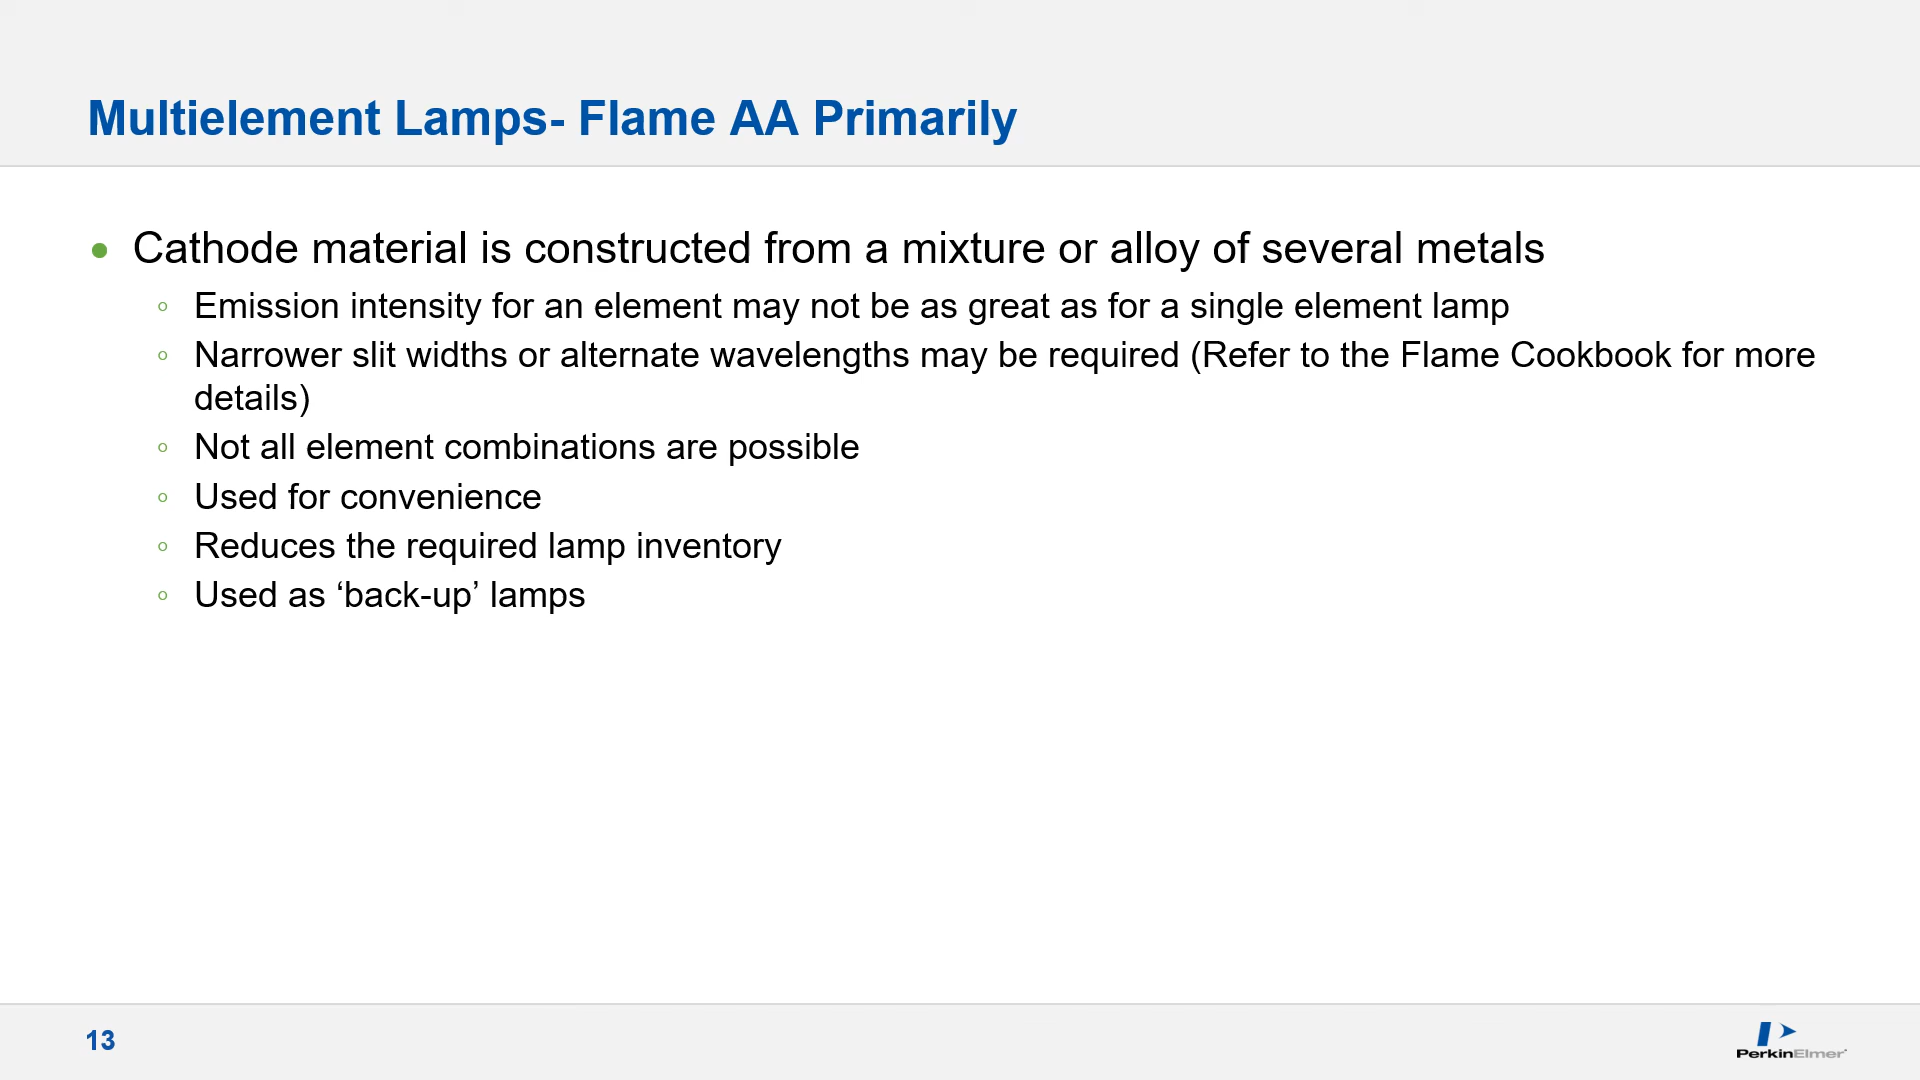 Multielement Lamps- Flame AA Primarily
Cathode material is constructed from a mixture or alloy of several metals
Emission intensity for an element may not be as great as for a single element lamp
Narrower slit widths or alternate wavelengths may be required (Refer to the Flame Cookbook for more
details)
Not all element combinations are possible
Used for convenience
Reduces the required lamp inventory
Used as ‘back-up’ lamps
13
PerkinElmer